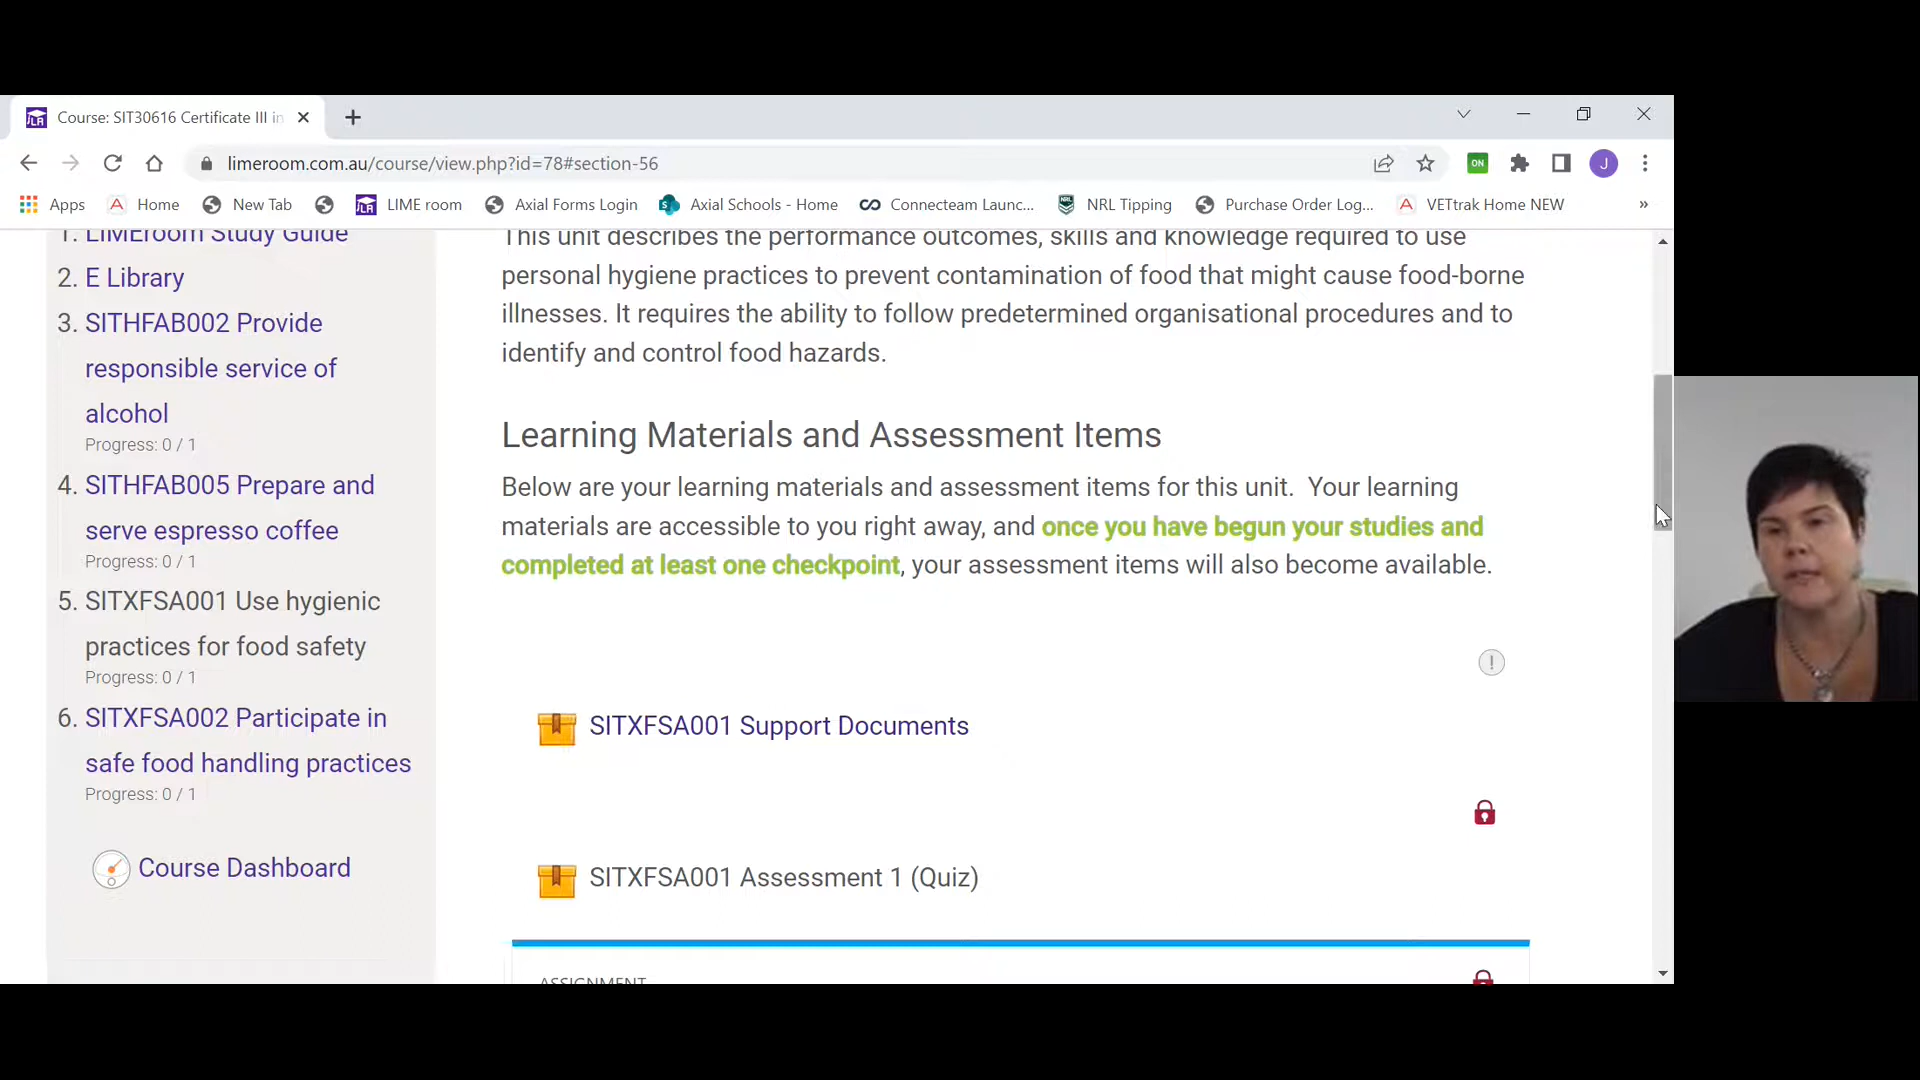 Course: SIT30616 Certificate III in
limeroom.com.au/course/view.php?id=78#section-56
ON
J
Apps
Home
New Tab
LIME room
Axial Forms Login
Axial Schools - Home
Connecteam Launc...
NRL Tipping
Purchase Order Log...
VETtrak Home NEW
»
1. LIMEroom Study Guide
2. E Library
3. SITHFAB002 Provide
responsible service of
alcohol
Progress: 0 / 1
4. SITHFAB005 Prepare and
serve espresso coffee
Progress: 0 / 1
5. SITXFSA001 Use hygienic
practices for food safety
Progress: 0 / 1
6. SITXFSA002 Participate in
safe food handling practices
Progress: 0 / 1
Course Dashboard
This unit describes the performance outcomes, skills and knowledge required to use
personal hygiene practices to prevent contamination of food that might cause food-borne
illnesses. It requires the ability to follow predetermined organisational procedures and to
identify and control food hazards.
Learning Materials and Assessment Items
Below are your learning materials and assessment items for this unit.  Your learning
materials are accessible to you right away, and once you have begun your studies and
completed at least one checkpoint, your assessment items will also become available.
SITXFSA001 Support Documents
SITXFSA001 Assessment 1 (Quiz)
ASSIGNMENT